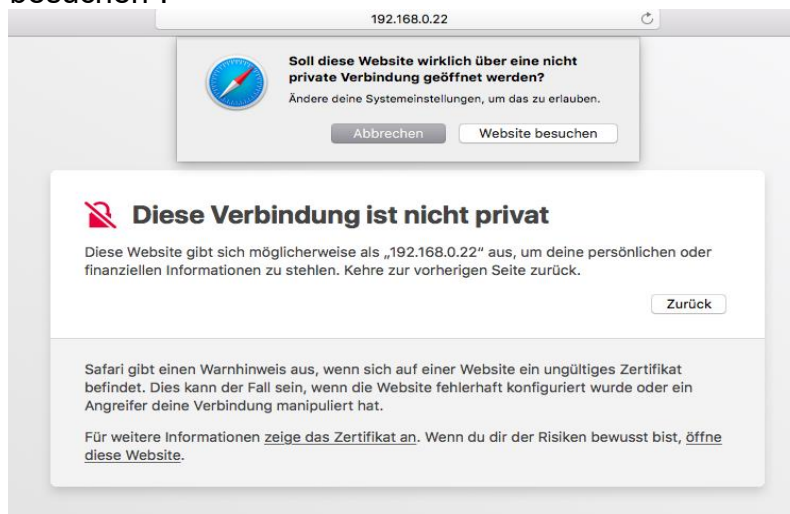 besuchen".
192.168.0.22
Soll diese Website wirklich über eine nicht
private Verbindung geöffnet werden?
Ändere deine Systemeinstellungen, um das zu erlauben.
Abbrechen
Website besuchen
Diese Verbindung ist nicht privat
Diese Website gibt sich möglicherweise als „192.168.0.22“ aus, um deine persönlichen oder
finanziellen Informationen zu stehlen. Kehre zur vorherigen Seite zurück.
Zurück
Safari gibt einen Warnhinweis aus, wenn sich auf einer Website ein ungültiges Zertifikat
befindet. Dies kann der Fall sein, wenn die Website fehlerhaft konfiguriert wurde oder ein
Angreifer deine Verbindung manipuliert hat.
Für weitere Informationen zeige das Zertifikat an. Wenn du dir der Risiken bewusst bist, öffne
diese Website.